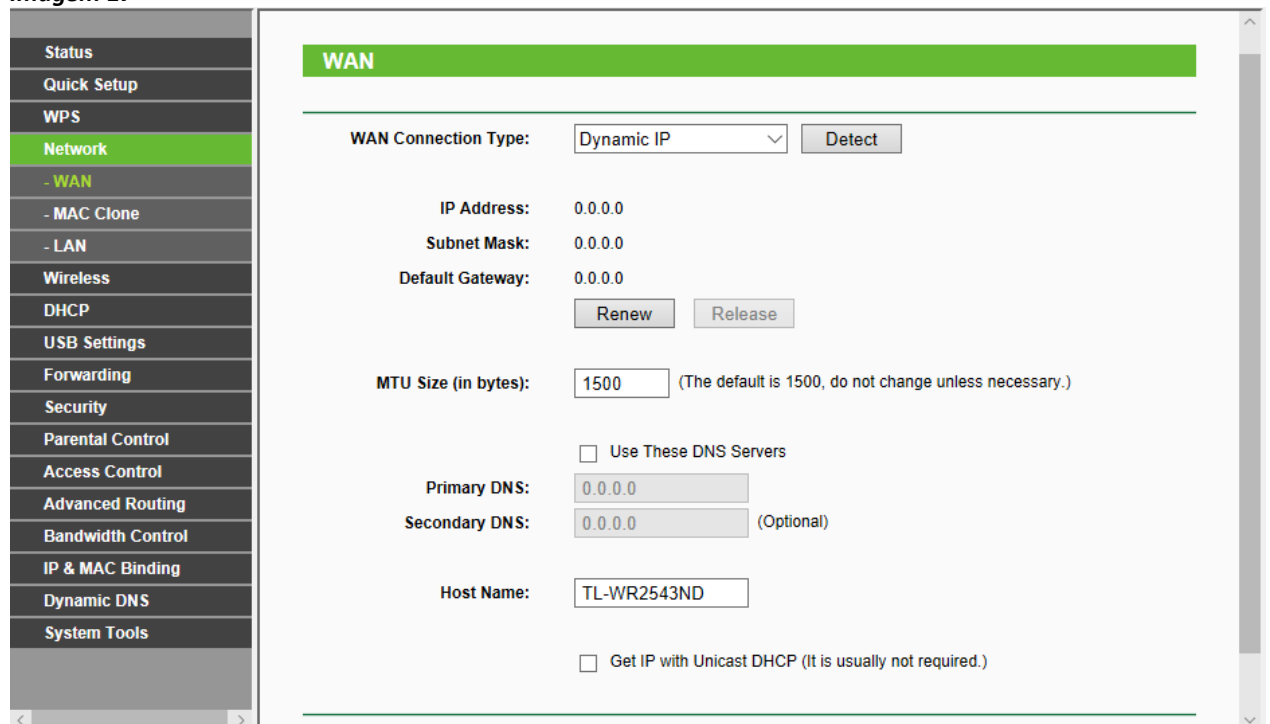 Status
Quick Setup
WPS
Network
- WAN
- MAC Clone
- LAN
Wireless
DHCP
USB Settings
Forwarding
Security
Parental Control
Access Control
Advanced Routing
Bandwidth Control
IP & MAC Binding
Dynamic DNS
System Tools
WAN
WAN Connection Type: Dynamic IP Detect
IP Address: 0.0.0.0
Subnet Mask: 0.0.0.0
Default Gateway: 0.0.0.0
Renew Release
MTU Size (in bytes): 1500 (The default is 1500, do not change unless necessary.)
Use These DNS Servers
Primary DNS: 0.0.0.0
Secondary DNS: 0.0.0.0 (Optional)
Host Name: TL-WR2543ND
Get IP with Unicast DHCP (It is usually not required.)